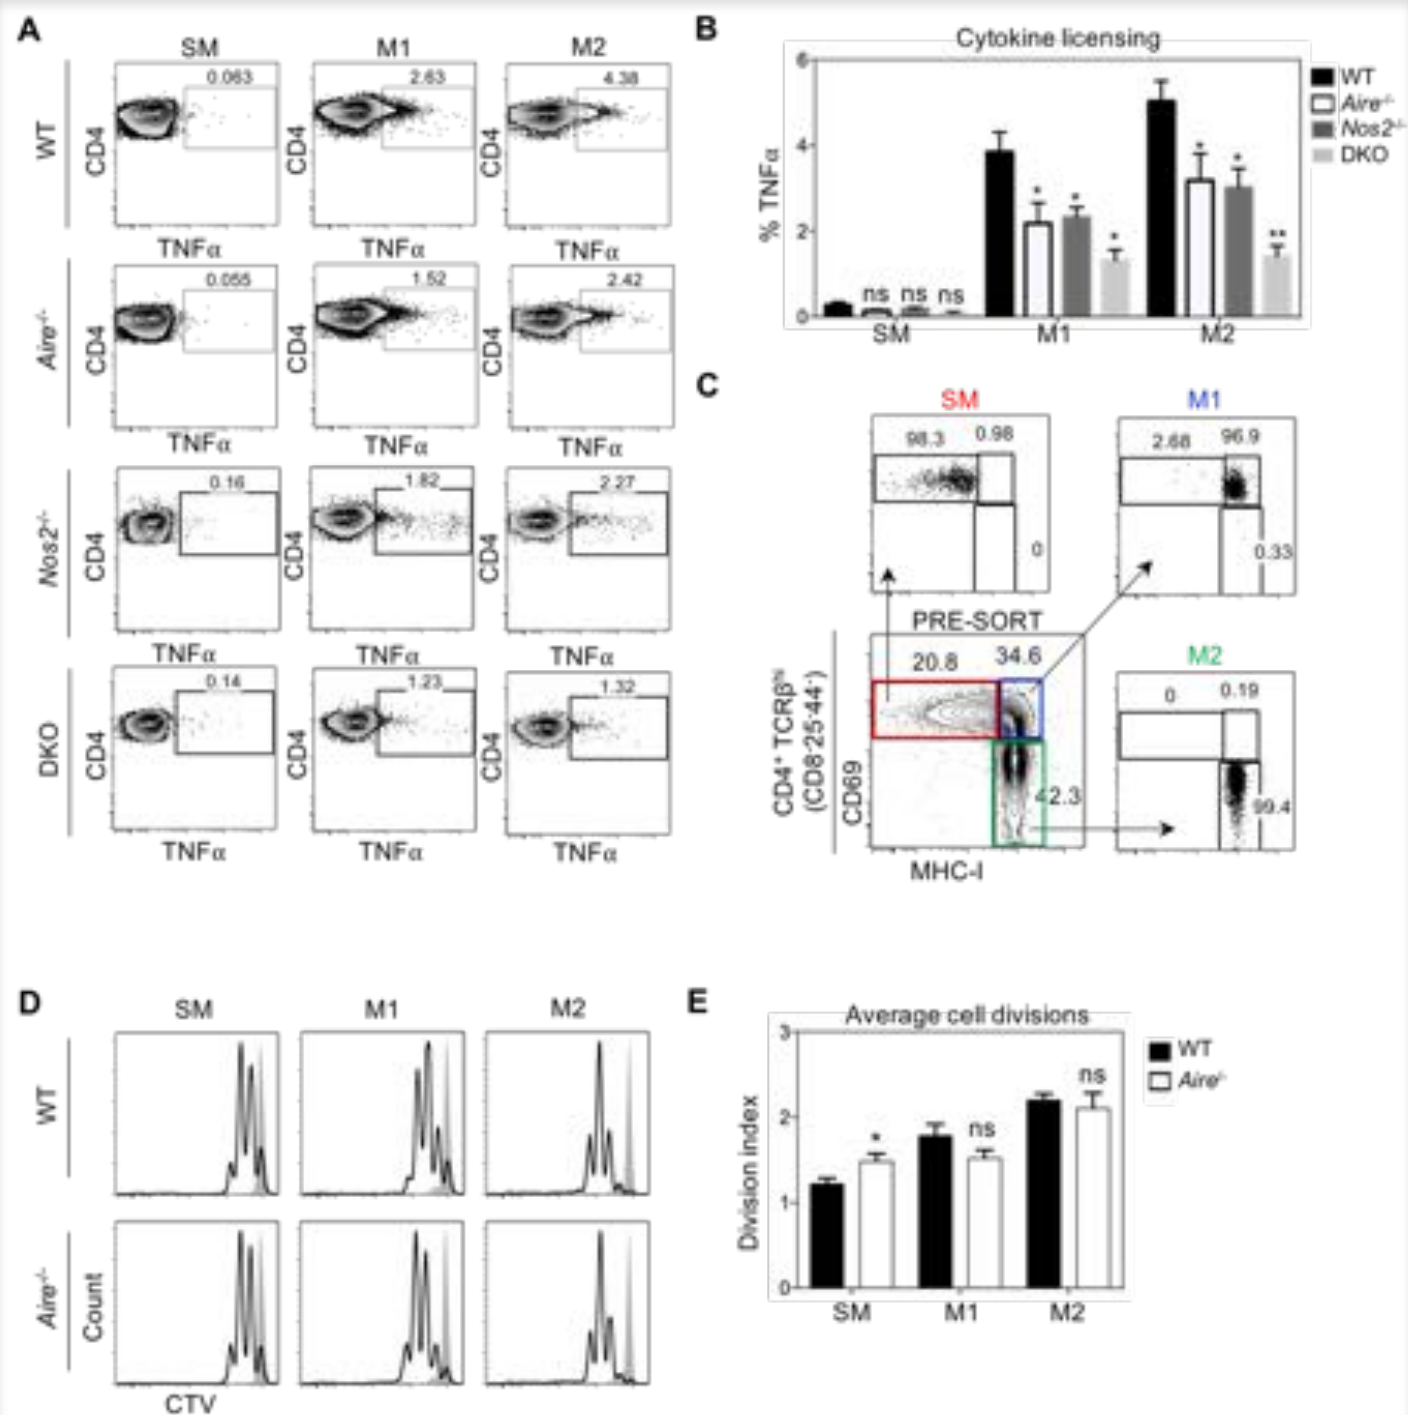 A
SM M1 M2
WT
CD4 0.063 CD4 2.63 CD4 4.38
TNFα TNFα TNFα
Aire-/-
CD4 0.055 CD4 1.52 CD4 2.42
TNFα TNFα TNFα
Nos2-/-
CD4 0.16 CD4 1.82 CD4 2.27
TNFα TNFα TNFα
DKO
CD4 0.14 CD4 1.23 CD4 1.32
TNFα TNFα TNFα
B
Cytokine licensing
% TNFα
6
4
2
0
ns ns ns
* * *
* * **
SM M1 M2
WT
Aire-/-
Nos2-/-
DKO
C
SM
98.3 0.98
0
M1
2.68 96.9
0.33
PRE-SORT
20.8 34.6
42.3
CD4+ TCRβhi
(CD8-25-44-)
CD69
MHC-I
M2
0 0.19
99.4
D
SM M1 M2
WT
Aire-/-
Count
CTV
E
Average cell divisions
Division index
3
2
1
0
* ns ns
SM M1 M2
WT
Aire-/-